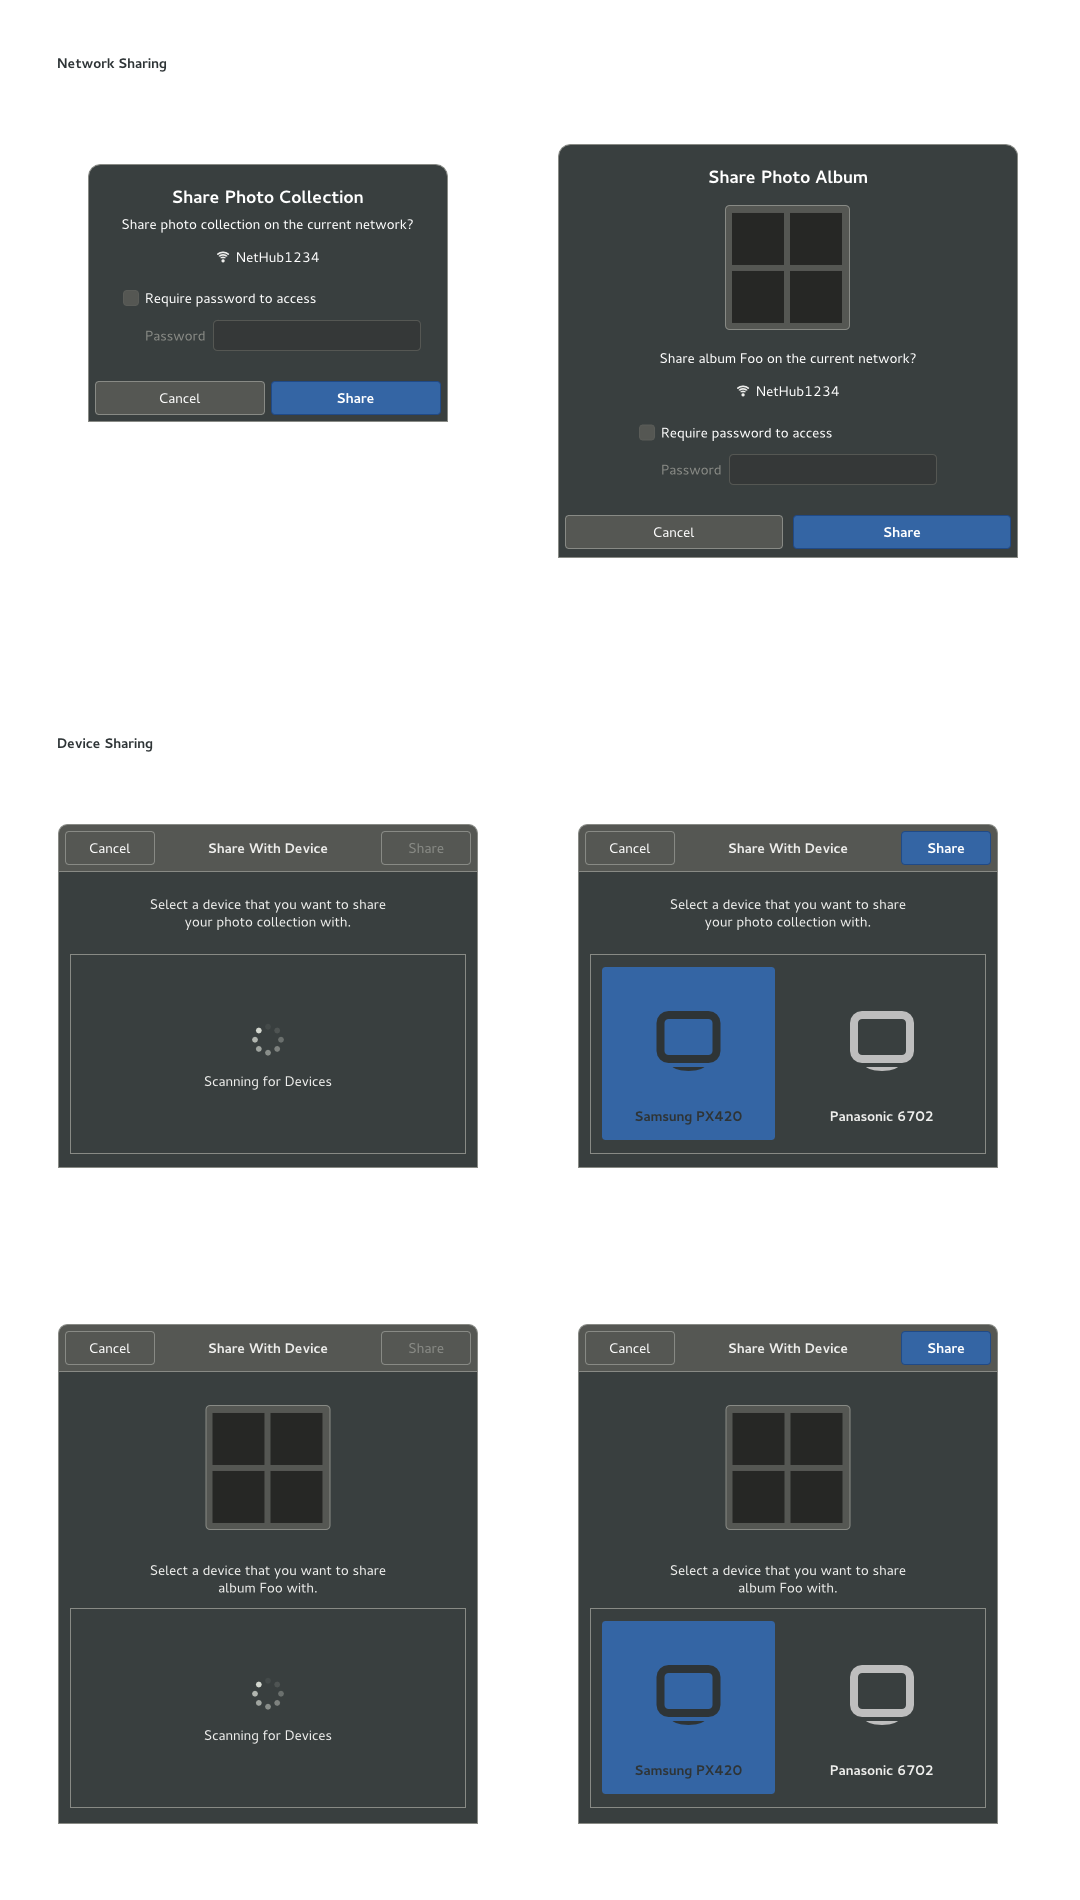 Network Sharing
Share Photo Collection
Share photo collection on the current network?
NetHub1234
Require password to access
Password
Cancel
Share
Share Photo Album
Share album Foo on the current network?
NetHub1234
Require password to access
Password
Cancel
Share
Device Sharing
Cancel
Share With Device
Share
Select a device that you want to share
your photo collection with.
Scanning for Devices
Cancel
Share With Device
Share
Select a device that you want to share
your photo collection with.
Samsung PX420
Panasonic 6702
Cancel
Share With Device
Share
Select a device that you want to share
album Foo with.
Scanning for Devices
Cancel
Share With Device
Share
Select a device that you want to share
album Foo with.
Samsung PX420
Panasonic 6702